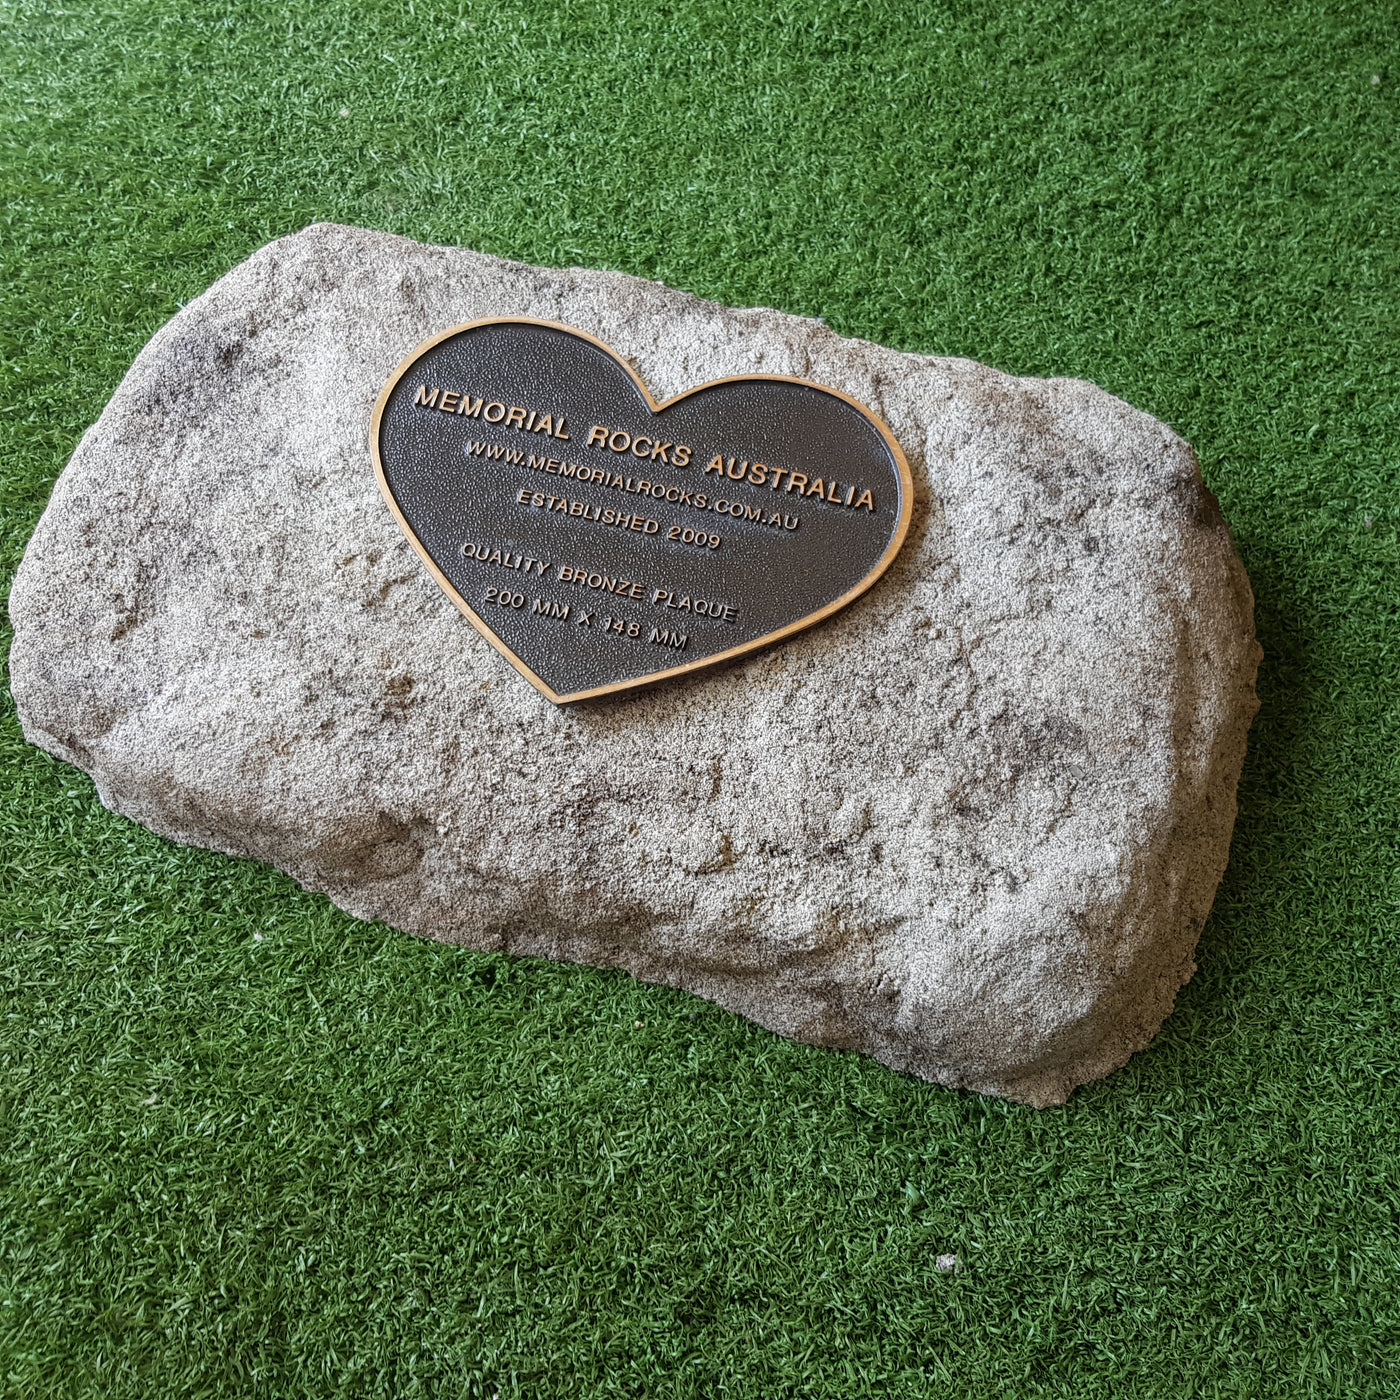 MEMORIAL ROCKS AUSTRALIA
WWW.MEMORIALROCKS.COM.AU
ESTABLISHED 2009
QUALITY BRONZE PLAQUE
200 MM X 148 MM